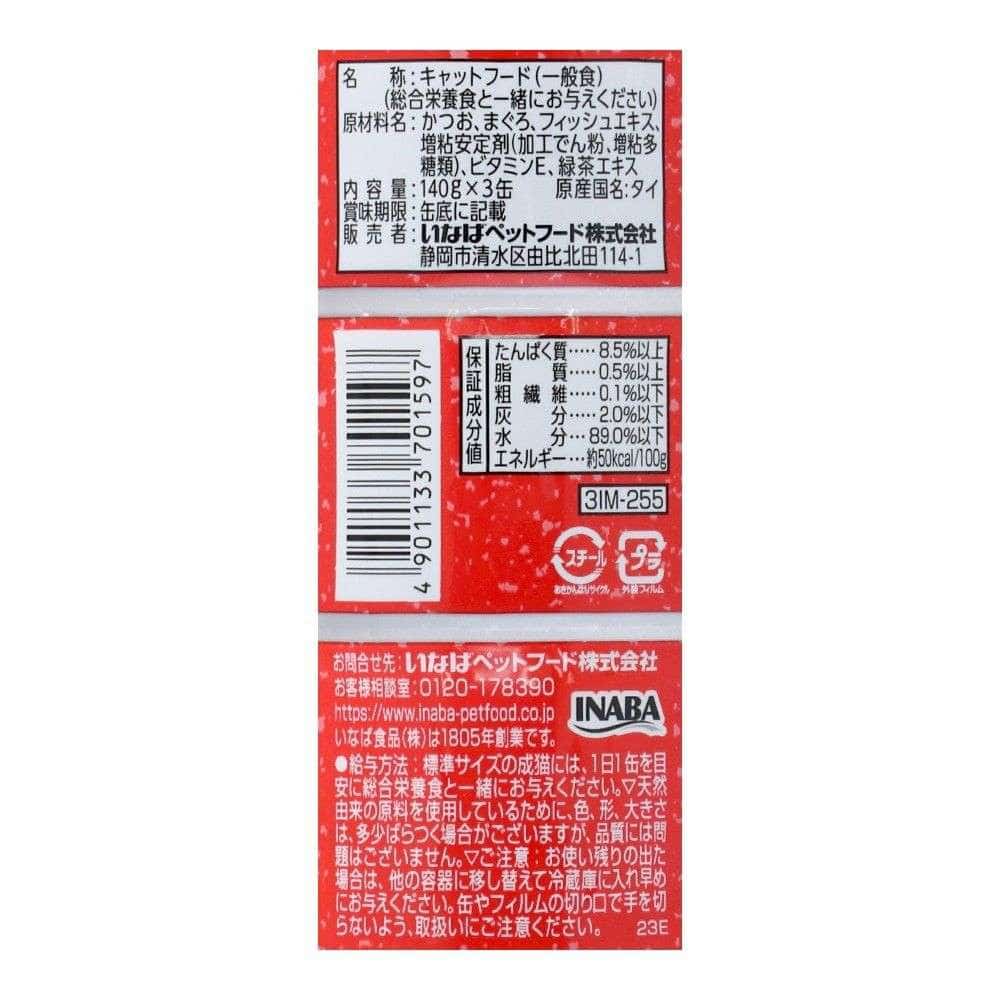 名称：キャットフード（一般食）
（総合栄養食と一緒にお与えください）
原材料名：かつお、まぐろ、フィッシュエキス、
増粘安定剤（加工でん粉、増粘多
糖類）、ビタミンE、緑茶エキス
内容量：140g×3缶 原産国名：タイ
賞味期限：缶底に記載
販売者：いなばペットフード株式会社
静岡市清水区由比北田114-1
4 901133 701597
保証成分値
たんぱく質……8.5%以上
脂質……0.5%以上
粗繊維……0.1%以下
灰分……2.0%以下
水分…89.0%以下
エネルギー…約50kcal/100g
3IM-255
スチール
あきかんはリサイクル
プラ
外装フィルム
お問合せ先：いなばペットフード株式会社
お客様相談室：0120-178390
https://www.inaba-petfood.co.jp
いなば食品（株）は1805年創業です。
INABA
●給与方法：標準サイズの成猫には、1日1缶を目
安に総合栄養食と一緒にお与えください。▽天然
由来の原料を使用しているために、色、形、大きさ
は、多少ばらつく場合がございますが、品質には問
題はございません。▽ご注意：お使い残りの出た
場合は、他の容器に移し替えて冷蔵庫に入れ早め
にお与えください。缶やフィルムの切り口で手を切
らないよう、取扱いにご注意ください。
23E